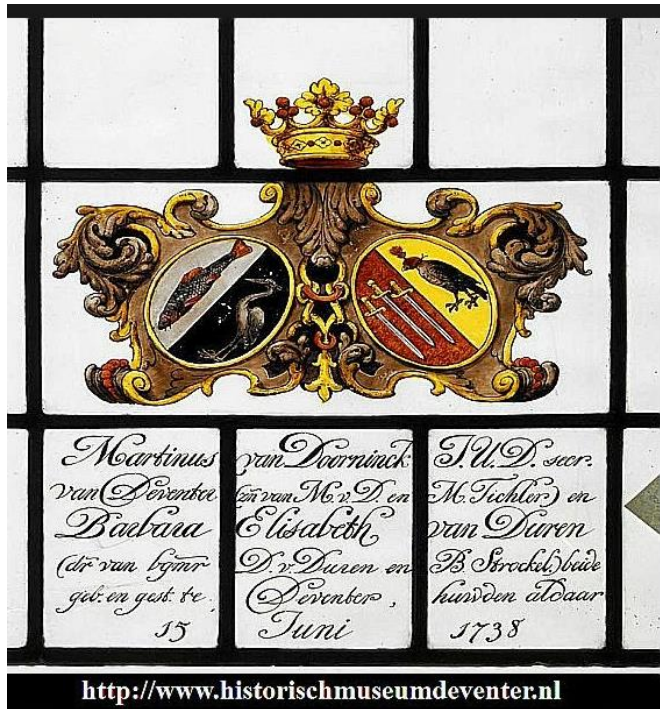 Martinus van Doorninck J.U.D. secr.
van Deventer (zn van M.v.D. en M. Tichler) en
Barbara Elisabeth van Duren
(dr van bgmr D.v. Duren en B. Strockel) beide
geb. en gest. te Deventer, huwden aldaar
15 Juni 1738
http://www.historischmuseumdeventer.nl